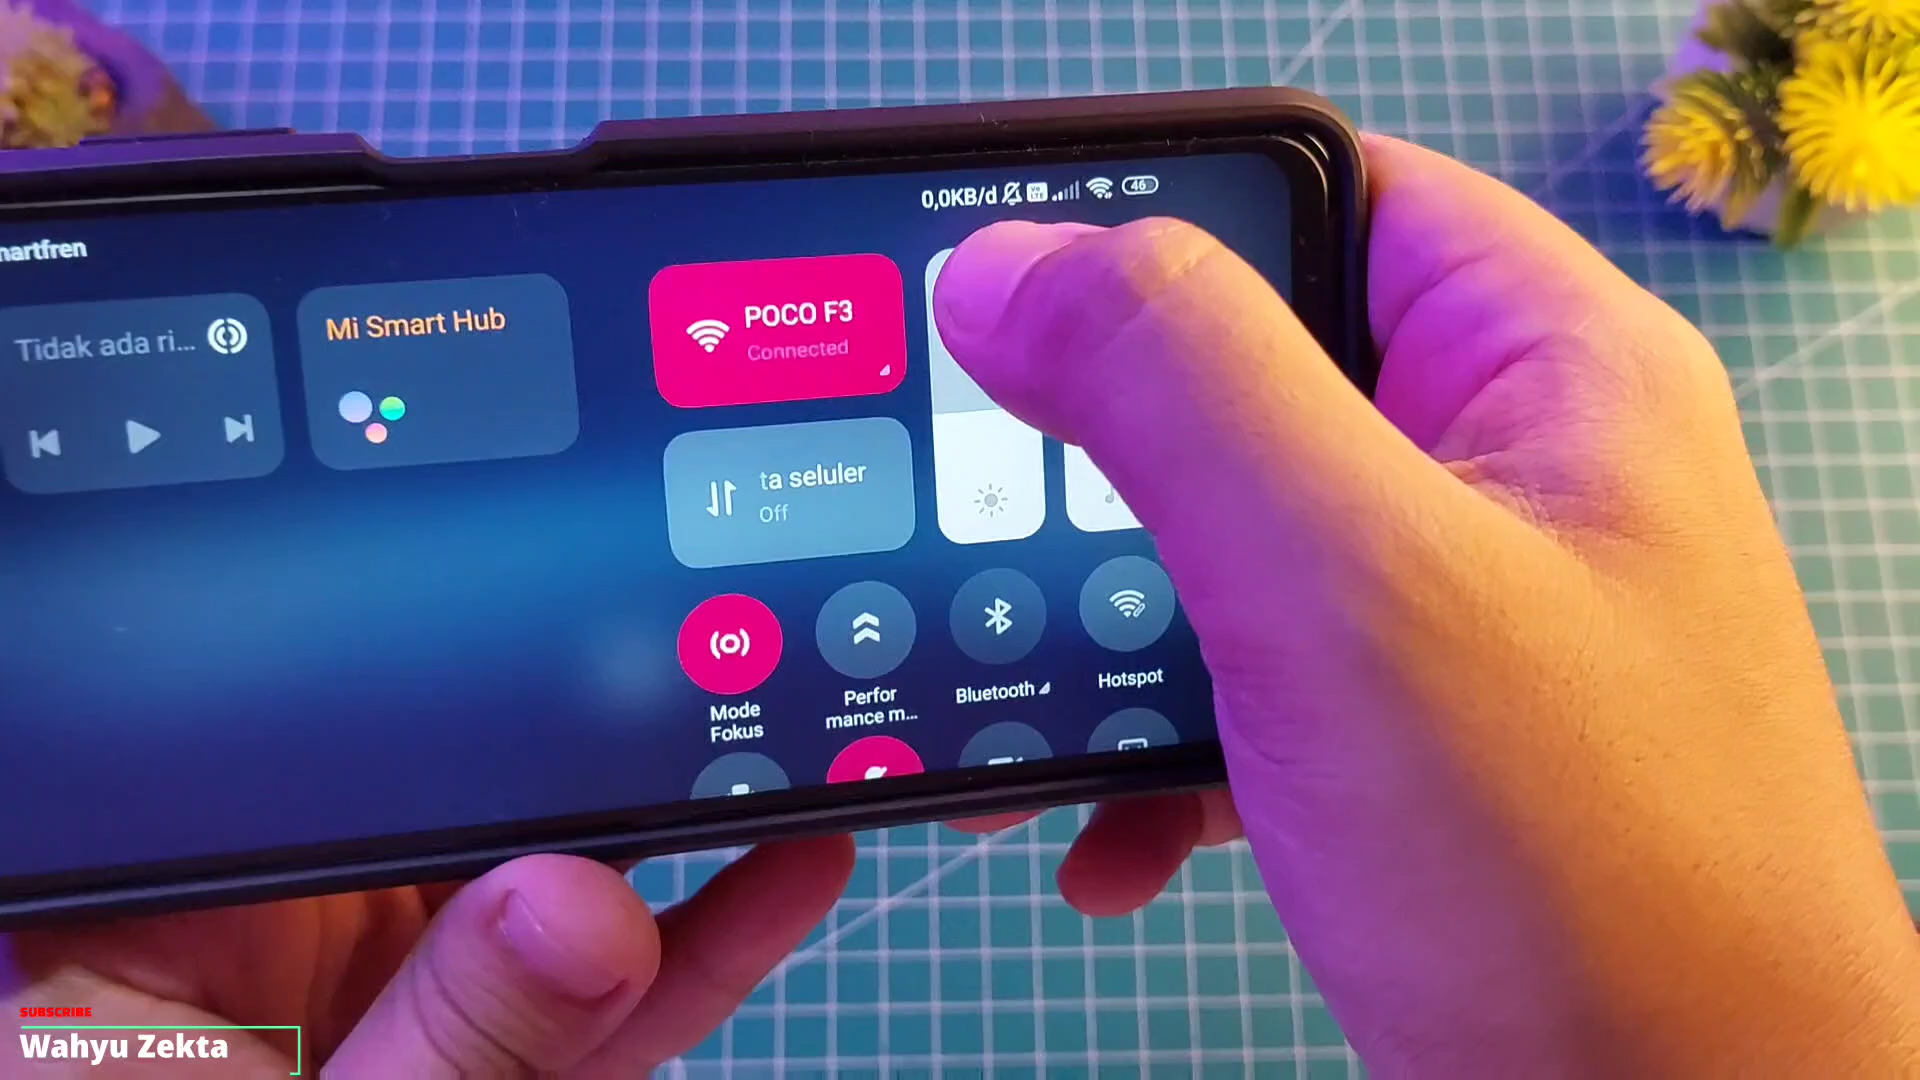 0,0KB/d
46
martfren
Tidak ada ri...
Mi Smart Hub
POCO F3
Connected
ta seluler
Off
Mode
Fokus
Perfor
mance m...
Bluetooth
Hotspot
SUBSCRIBE
Wahyu Zekta